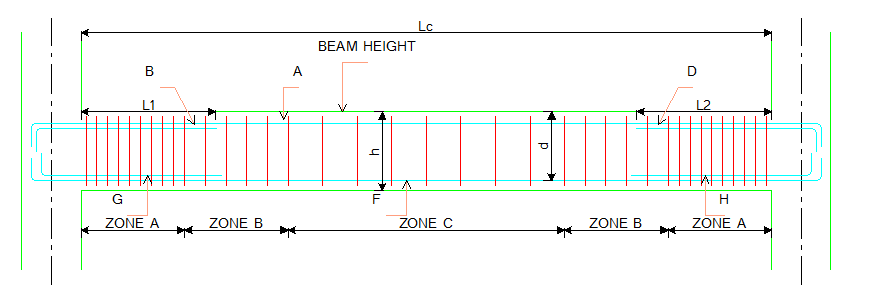 Lc
BEAM HEIGHT
B
A
D
L1
L2
h
d
G
F
H
ZONE A
ZONE B
ZONE C
ZONE B
ZONE A